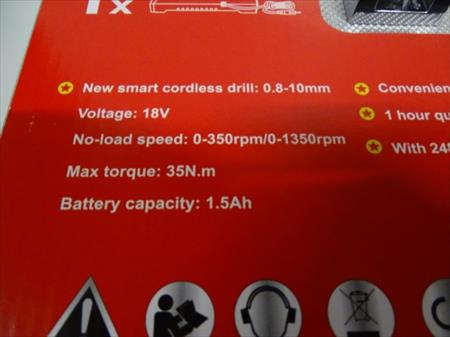 1x
New smart cordless drill: 0.8-10mm
Voltage: 18V
No-load speed: 0-350rpm/0-1350rpm
Max torque: 35N.m
Battery capacity: 1.5Ah
1 hour
With